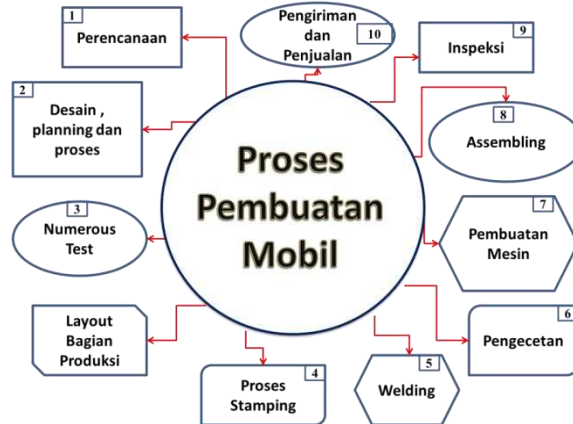 Proses
Pembuatan
Mobil
1
Perencanaan
2
Desain ,
planning dan
proses
3
Numerous
Test
Layout
Bagian
Produksi
4
Proses
Stamping
5
Welding
6
Pengecetan
7
Pembuatan
Mesin
8
Assembling
9
Inspeksi
10
Pengiriman
dan
Penjualan